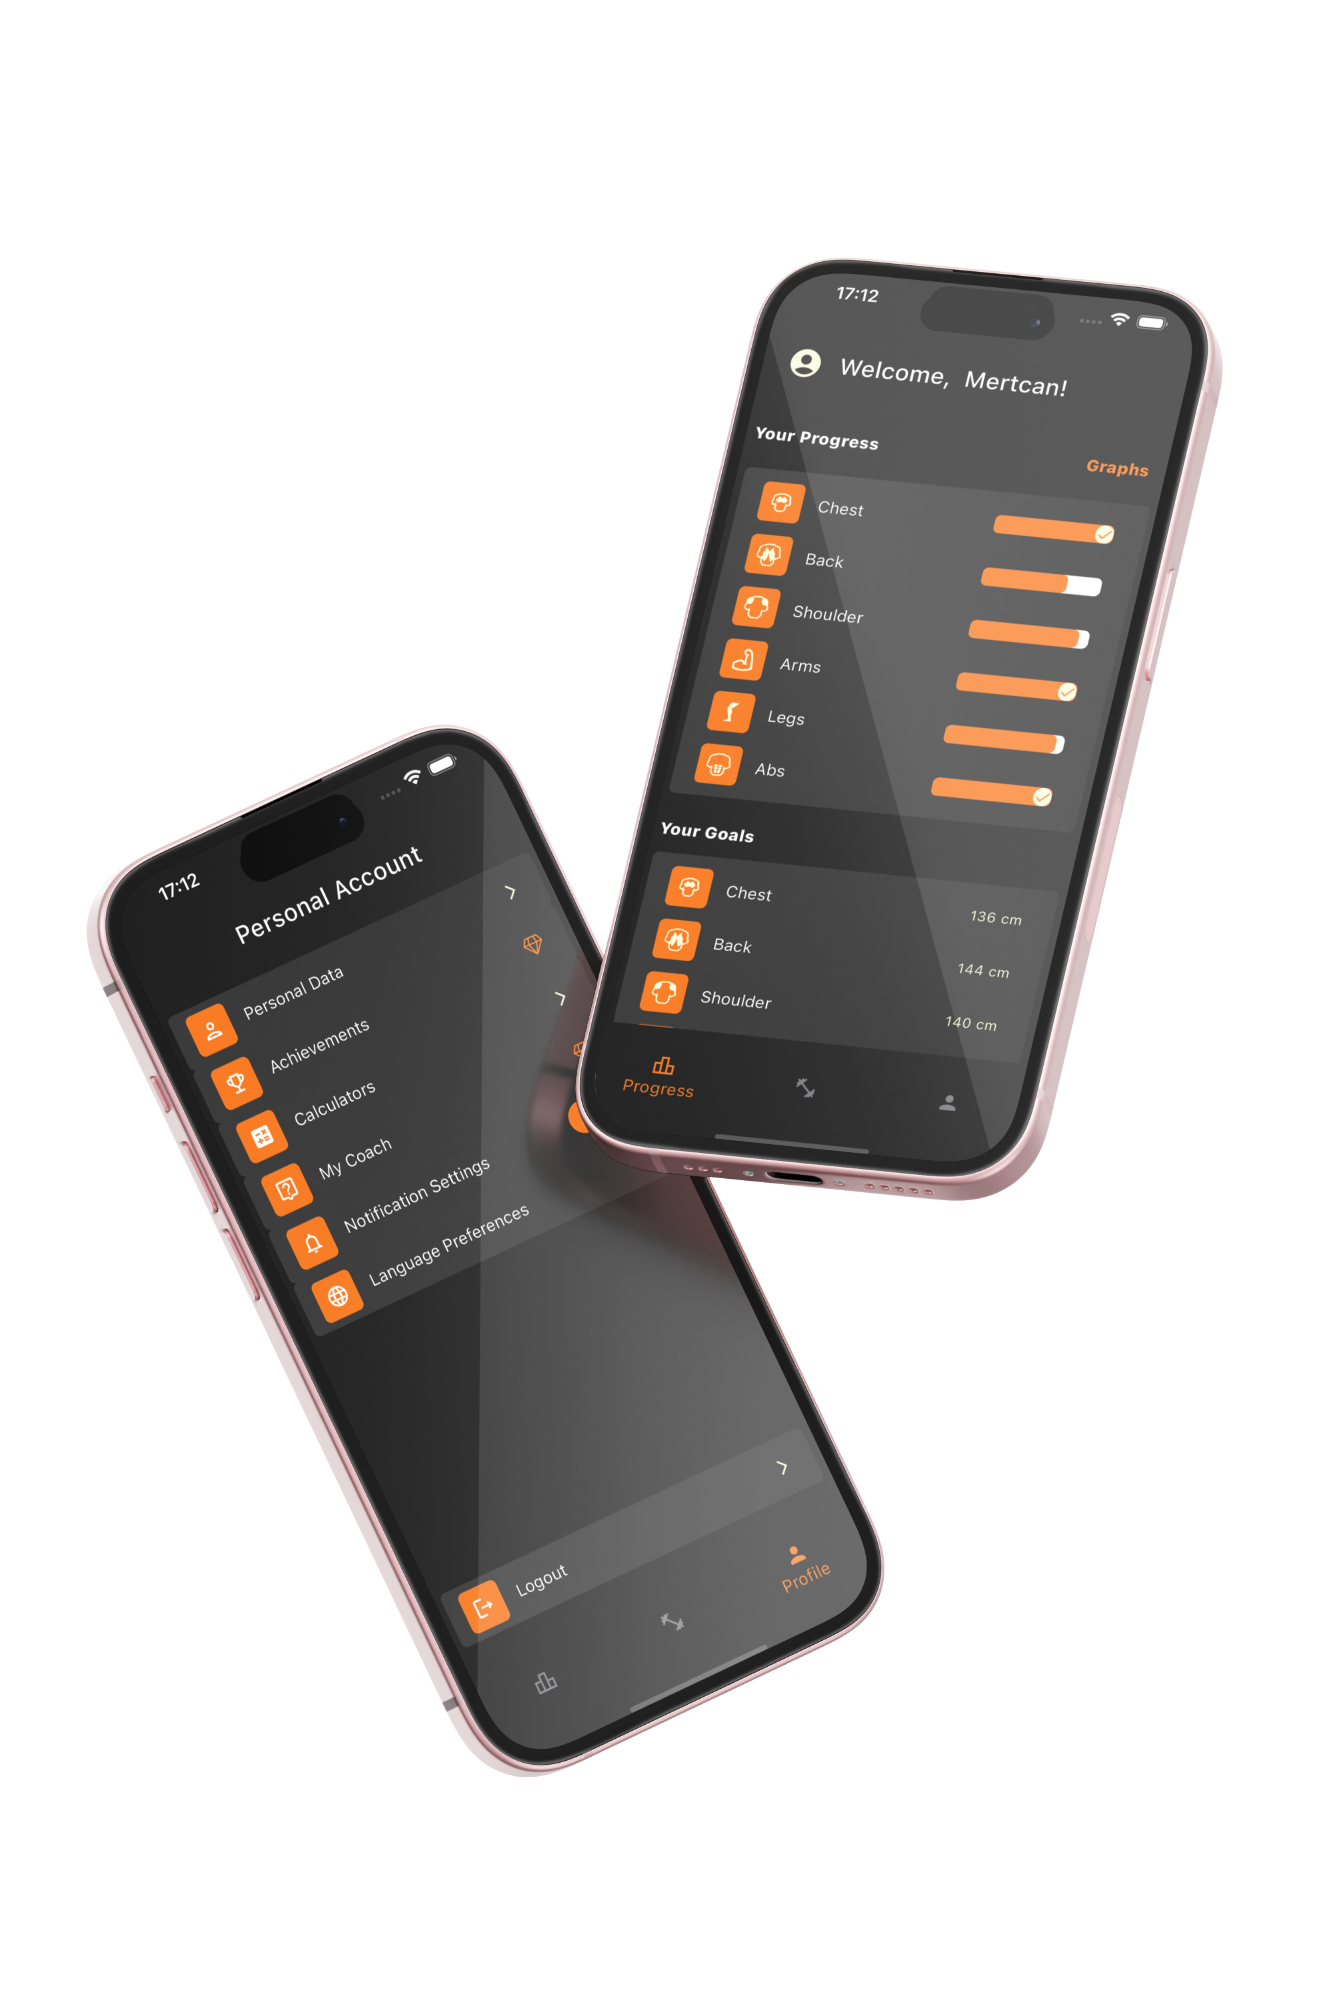 17:12
Welcome, Mertcan!
Your Progress
Graphs
Chest
Back
Shoulder
Arms
Legs
Abs
Your Goals
Chest
136 cm
Back
144 cm
Shoulder
140 cm
Progress
17:12
Personal Account
Personal Data
Achievements
Calculators
My Coach
Notification Settings
Language Preferences
Logout
Profile